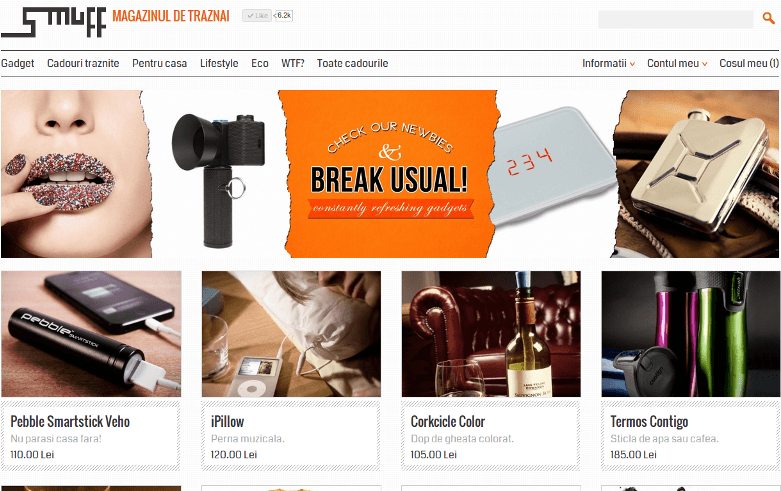 smuff MAGAZINUL DE TRAZNAI Like 6.2k
Gadget Cadouri traznite Pentru casa Lifestyle Eco WTF? Toate cadourile Informatii Contul meu Cosul meu (1)
CHECK OUR NEWBIES
&
BREAK USUAL!
constantly refreshing gadgets
234
pebble SMARTSTICK
SAUVIGNON BLANC
Pebble Smartstick Veho
Nu parasi casa fara!
110.00 Lei
iPillow
Perna muzicala.
120.00 Lei
Corkcicle Color
Dop de gheata colorat.
105.00 Lei
Termos Contigo
Sticla de apa sau cafea.
185.00 Lei